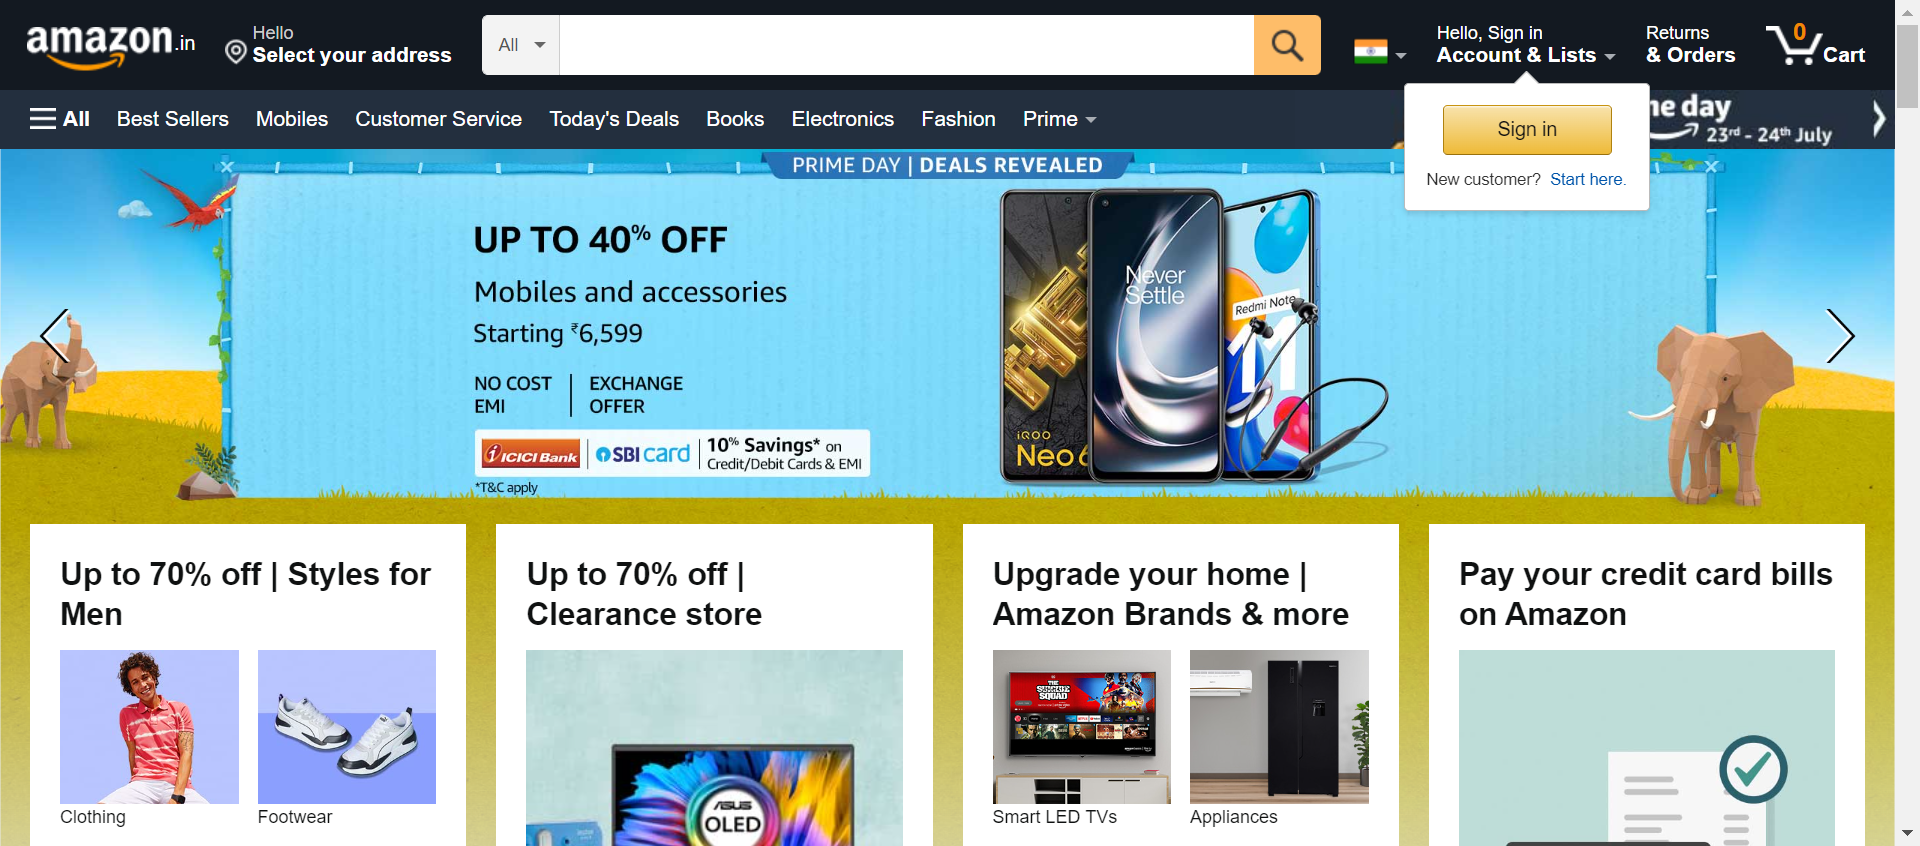 amazon.in
Hello
Select your address
All
Hello, Sign in
Account & Lists
Returns
& Orders
0
Cart
All
Best Sellers
Mobiles
Customer Service
Today's Deals
Books
Electronics
Fashion
Prime
ne day
23rd - 24th July
Sign in
New customer? Start here.
PRIME DAY | DEALS REVEALED
UP TO 40% OFF
Mobiles and accessories
Starting ₹6,599
NO COST EMI | EXCHANGE OFFER
ICICI Bank
SBI card
10% Savings* on
Credit/Debit Cards & EMI
*T&C apply
iQOO
Neo 6
Never
Settle
Redmi Note
11
Up to 70% off | Styles for
Men
Clothing
Footwear
Up to 70% off |
Clearance store
ASUS
OLED
Upgrade your home |
Amazon Brands & more
THE
SUICIDE
SQUAD
Smart LED TVs
Appliances
Pay your credit card bills
on Amazon